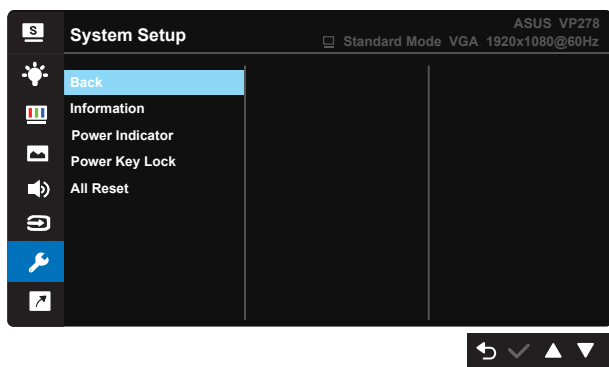 S
System Setup
ASUS VP278
Standard Mode VGA 1920x1080@60Hz
Back
Information
Power Indicator
Power Key Lock
All Reset